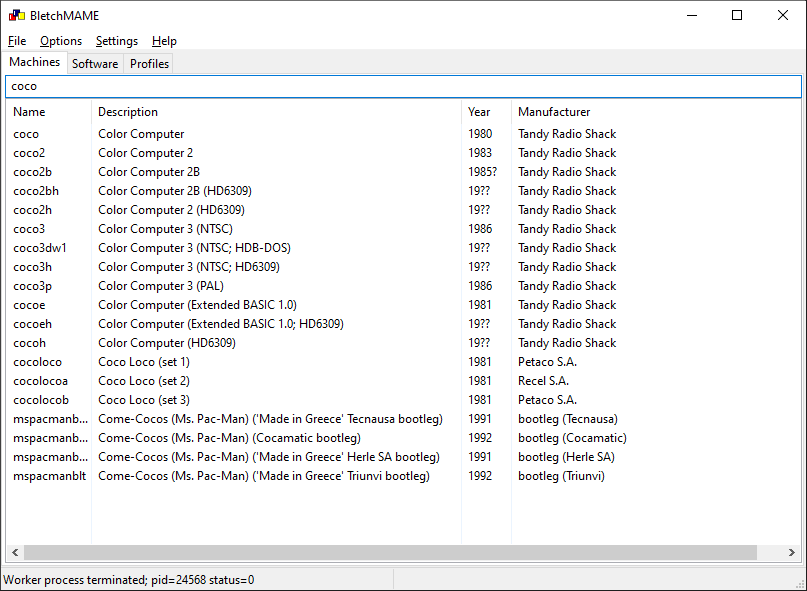 BletchMAME
File Options Settings Help
Machines Software Profiles
coco
Name Description Year Manufacturer
coco Color Computer 1980 Tandy Radio Shack
coco2 Color Computer 2 1983 Tandy Radio Shack
coco2b Color Computer 2B 1985? Tandy Radio Shack
coco2bh Color Computer 2B (HD6309) 19?? Tandy Radio Shack
coco2h Color Computer 2 (HD6309) 19?? Tandy Radio Shack
coco3 Color Computer 3 (NTSC) 1986 Tandy Radio Shack
coco3dw1 Color Computer 3 (NTSC; HDB-DOS) 19?? Tandy Radio Shack
coco3h Color Computer 3 (NTSC; HD6309) 19?? Tandy Radio Shack
coco3p Color Computer 3 (PAL) 1986 Tandy Radio Shack
cocoe Color Computer (Extended BASIC 1.0) 1981 Tandy Radio Shack
cocoeh Color Computer (Extended BASIC 1.0; HD6309) 19?? Tandy Radio Shack
cocoh Color Computer (HD6309) 19?? Tandy Radio Shack
cocoloco Coco Loco (set 1) 1981 Petaco S.A.
cocolocoa Coco Loco (set 2) 1981 Recel S.A.
cocolocob Coco Loco (set 3) 1981 Petaco S.A.
mspacmanb... Come-Cocos (Ms. Pac-Man) ('Made in Greece' Tecnausa bootleg) 1991 bootleg (Tecnausa)
mspacmanb... Come-Cocos (Ms. Pac-Man) (Cocamatic bootleg) 1992 bootleg (Cocamatic)
mspacmanb... Come-Cocos (Ms. Pac-Man) ('Made in Greece' Herle SA bootleg) 1991 bootleg (Herle SA)
mspacmanblt Come-Cocos (Ms. Pac-Man) ('Made in Greece' Triunvi bootleg) 1992 bootleg (Triunvi)
Worker process terminated; pid=24568 status=0